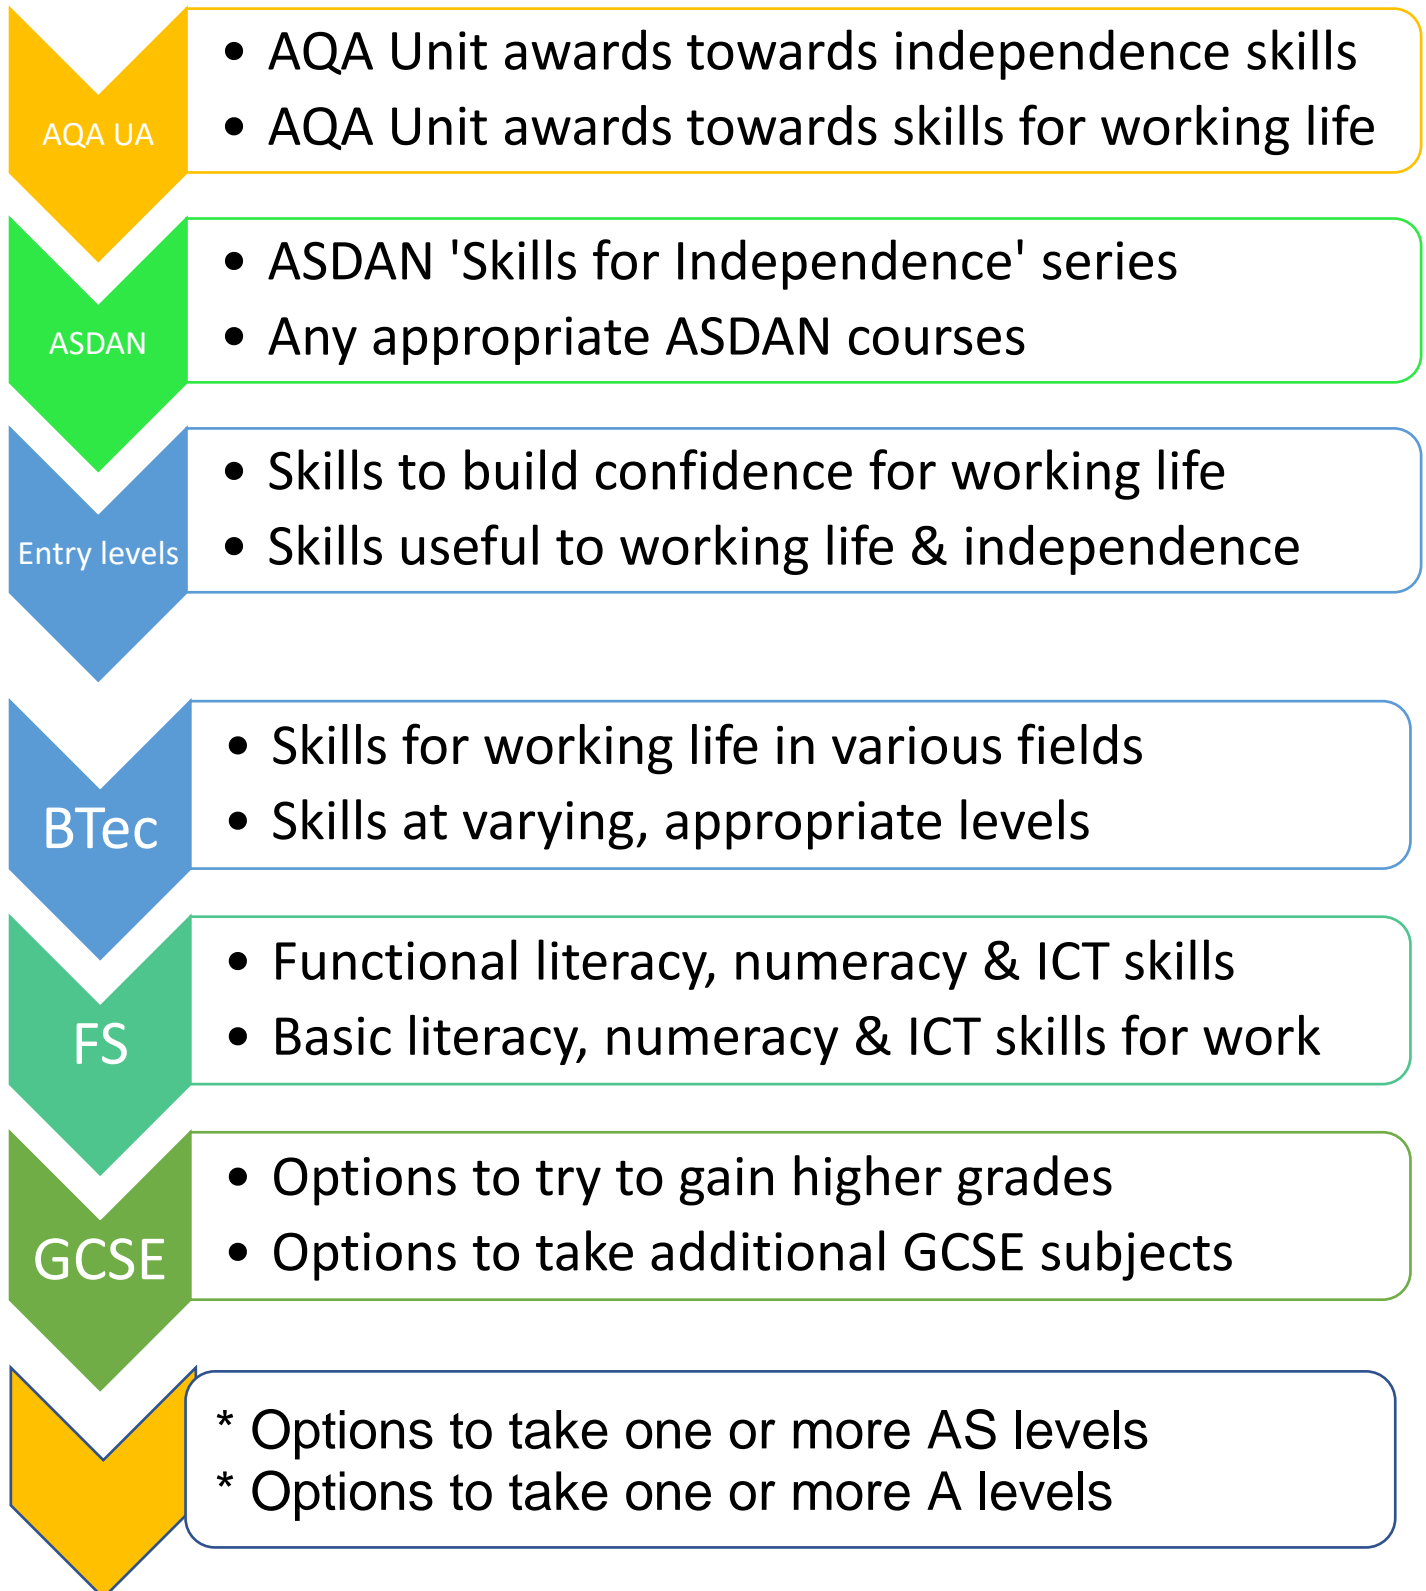 AQA UA
• AQA Unit awards towards independence skills
• AQA Unit awards towards skills for working life
ASDAN
• ASDAN 'Skills for Independence' series
• Any appropriate ASDAN courses
Entry levels
• Skills to build confidence for working life
• Skills useful to working life & independence
BTec
• Skills for working life in various fields
• Skills at varying, appropriate levels
FS
• Functional literacy, numeracy & ICT skills
• Basic literacy, numeracy & ICT skills for work
GCSE
• Options to try to gain higher grades
• Options to take additional GCSE subjects
* Options to take one or more AS levels
* Options to take one or more A levels